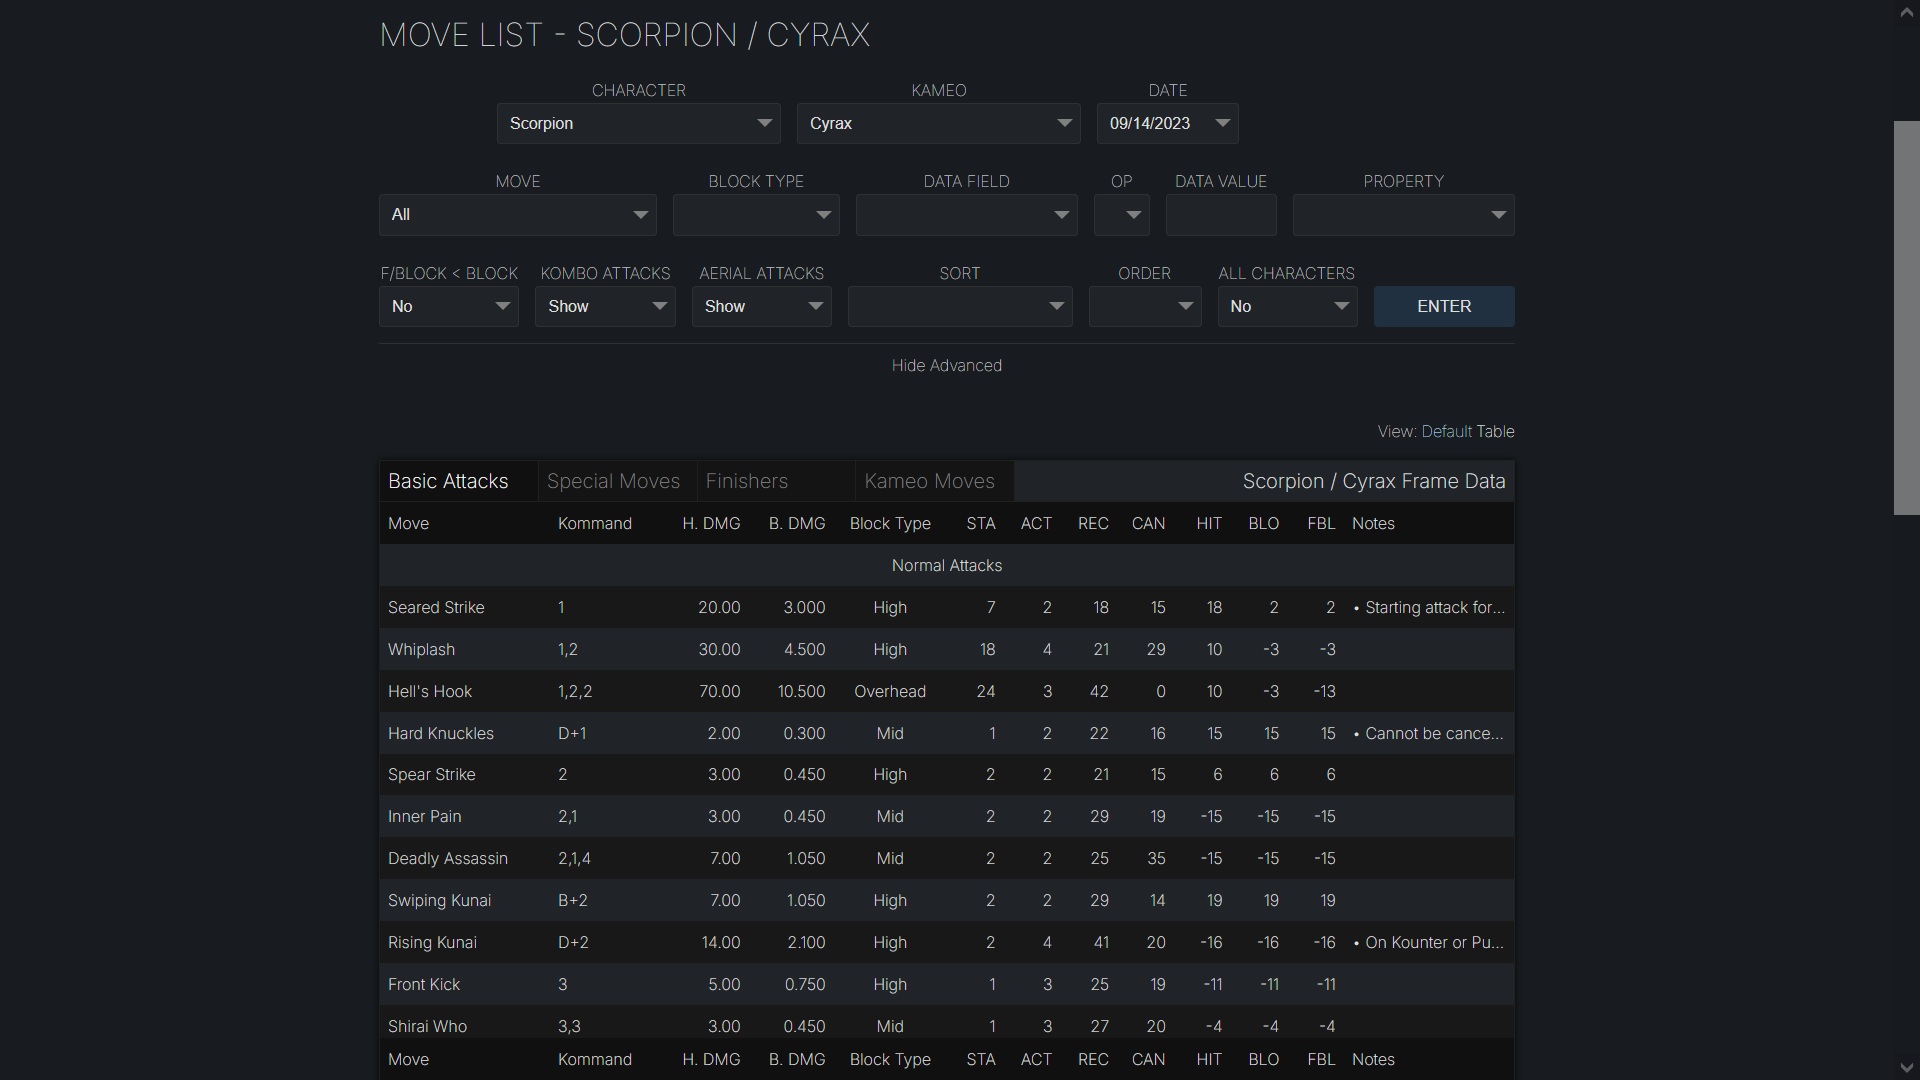 MOVE LIST - SCORPION / CYRAX
CHARACTER KAMEO DATE
Scorpion Cyrax 09/14/2023
MOVE BLOCK TYPE DATA FIELD OP DATA VALUE PROPERTY
All
F/BLOCK < BLOCK KOMBO ATTACKS AERIAL ATTACKS SORT ORDER ALL CHARACTERS
No Show Show No ENTER
Hide Advanced
View: Default Table
Basic Attacks Special Moves Finishers Kameo Moves Scorpion / Cyrax Frame Data
Move Kommand H. DMG B. DMG Block Type STA ACT REC CAN HIT BLO FBL Notes
Normal Attacks
Seared Strike 1 20.00 3.000 High 7 2 18 15 18 2 2 • Starting attack for...
Whiplash 1,2 30.00 4.500 High 18 4 21 29 10 -3 -3
Hell's Hook 1,2,2 70.00 10.500 Overhead 24 3 42 0 10 -3 -13
Hard Knuckles D+1 2.00 0.300 Mid 1 2 22 16 15 15 15 • Cannot be cance...
Spear Strike 2 3.00 0.450 High 2 2 21 15 6 6 6
Inner Pain 2,1 3.00 0.450 Mid 2 2 29 19 -15 -15 -15
Deadly Assassin 2,1,4 7.00 1.050 Mid 2 2 25 35 -15 -15 -15
Swiping Kunai B+2 7.00 1.050 High 2 2 29 14 19 19 19
Rising Kunai D+2 14.00 2.100 High 2 4 41 20 -16 -16 -16 • On Kounter or Pu...
Front Kick 3 5.00 0.750 High 1 3 25 19 -11 -11 -11
Shirai Who 3,3 3.00 0.450 Mid 1 3 27 20 -4 -4 -4
Move Kommand H. DMG B. DMG Block Type STA ACT REC CAN HIT BLO FBL Notes